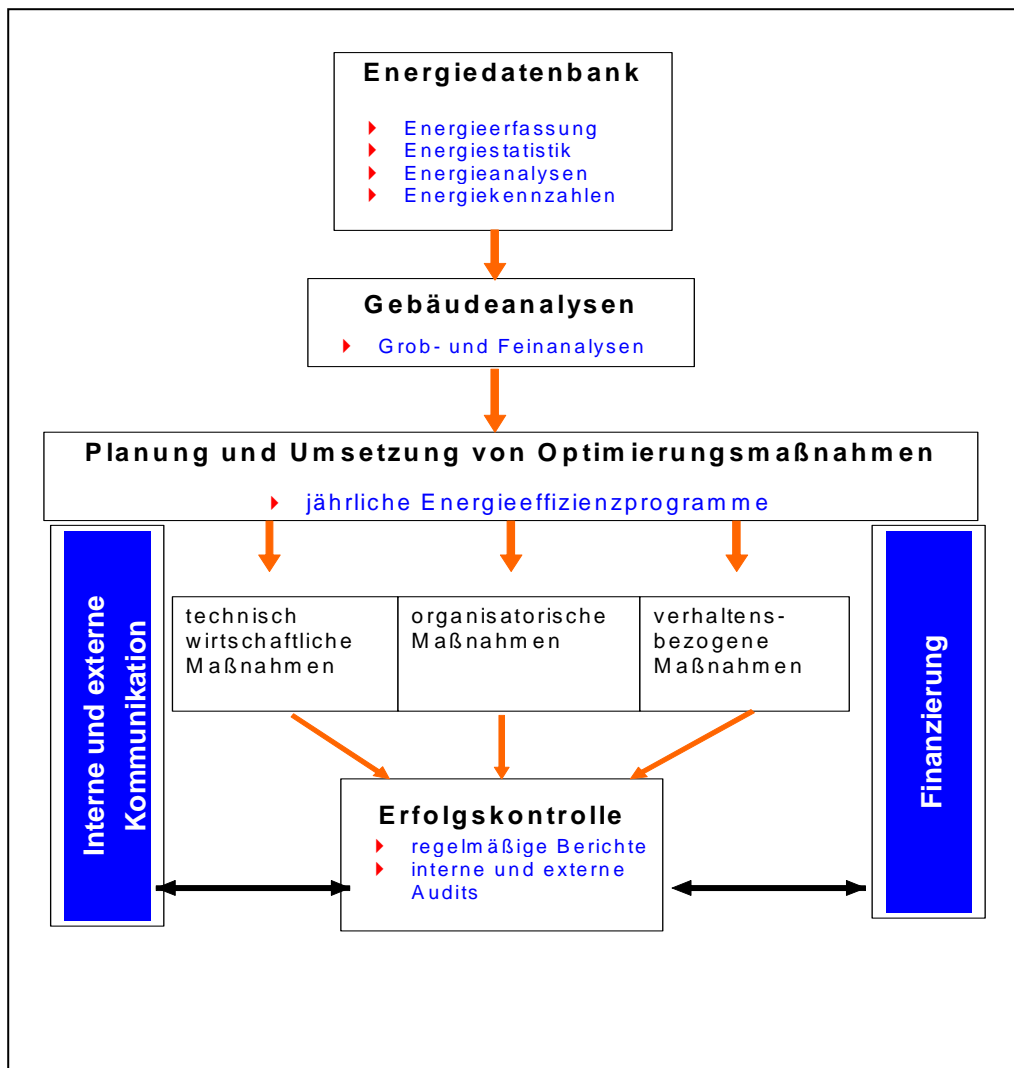 Energiedatenbank
Energieerfassung
Energiestatistik
Energieanalysen
Energiekennzahlen
Gebäudeanalysen
Grob- und Feinanalysen
Planung und Umsetzung von Optimierungsmaßnahmen
jährliche Energieeffizienzprogramme
Interne und externe
Kommunikation
technisch
wirtschaftliche
Maßnahmen
organisatorische
Maßnahmen
verhaltens-
bezogene
Maßnahmen
Finanzierung
Erfolgskontrolle
regelmäßige Berichte
interne und externe
Audits